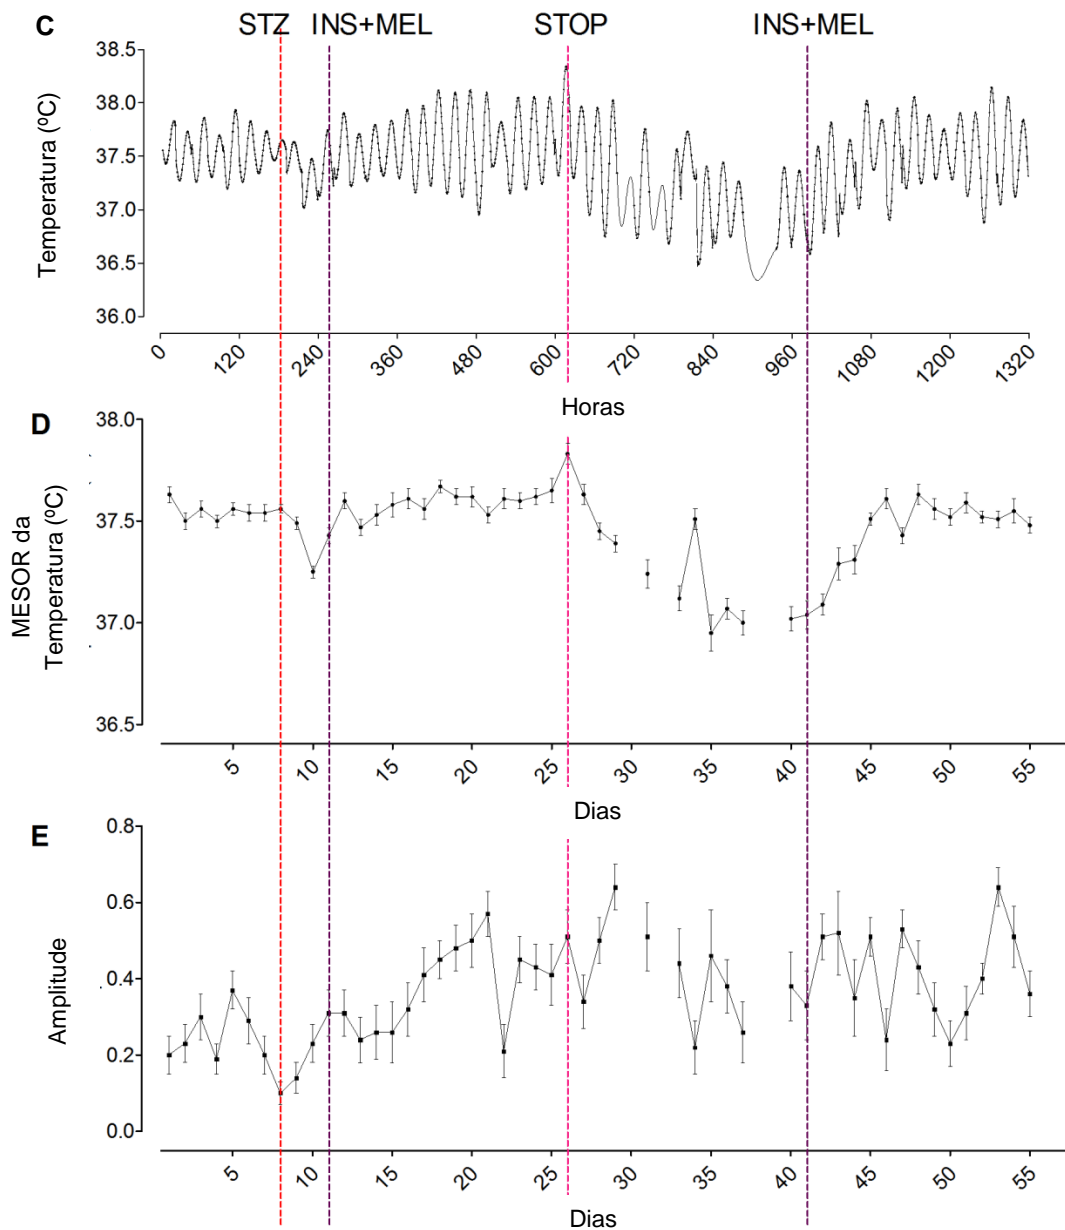 C
STZ INS+MEL STOP INS+MEL
38.5
38.0
37.5
37.0
36.5
36.0
Temperatura (ºC)
0 120 240 360 480 600 720 840 960 1080 1200 1320
Horas
D
38.0
37.5
37.0
36.5
MESOR da
Temperatura (ºC)
5 10 15 20 25 30 35 40 45 50 55
Dias
E
0.8
0.6
0.4
0.2
0.0
Amplitude
5 10 15 20 25 30 35 40 45 50 55
Dias